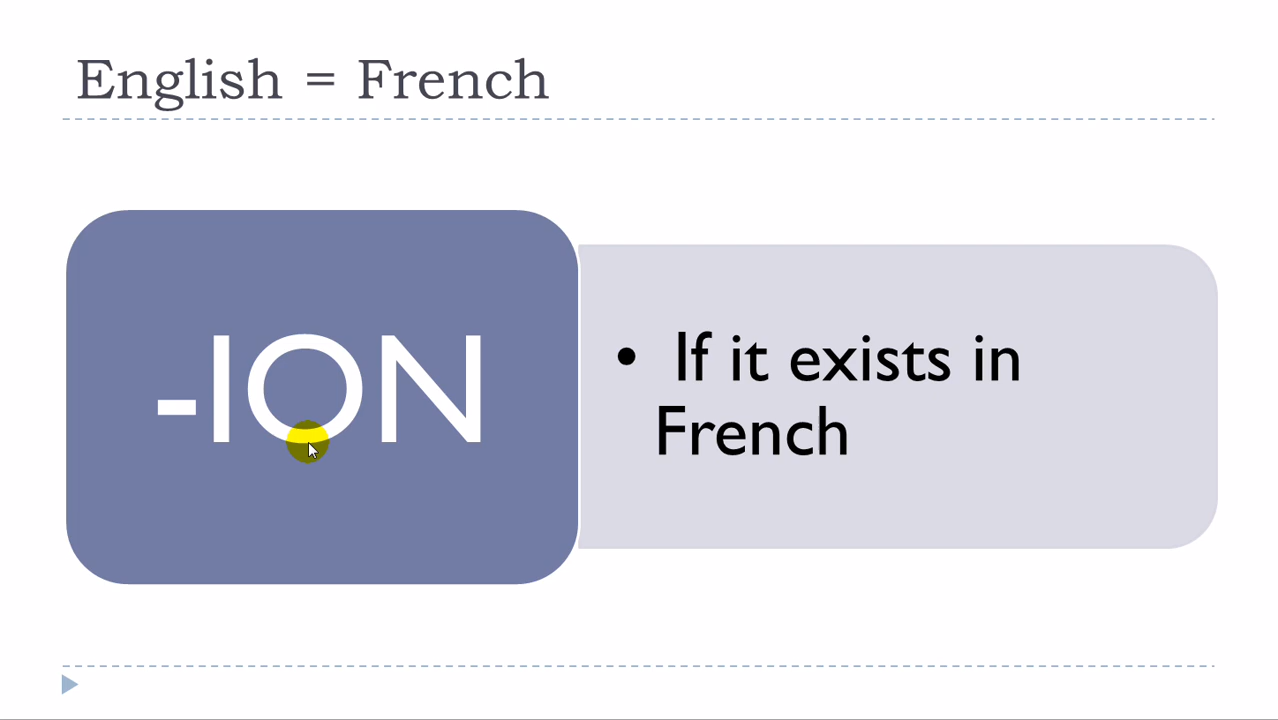 English = French
-ION
• If it exists in
French